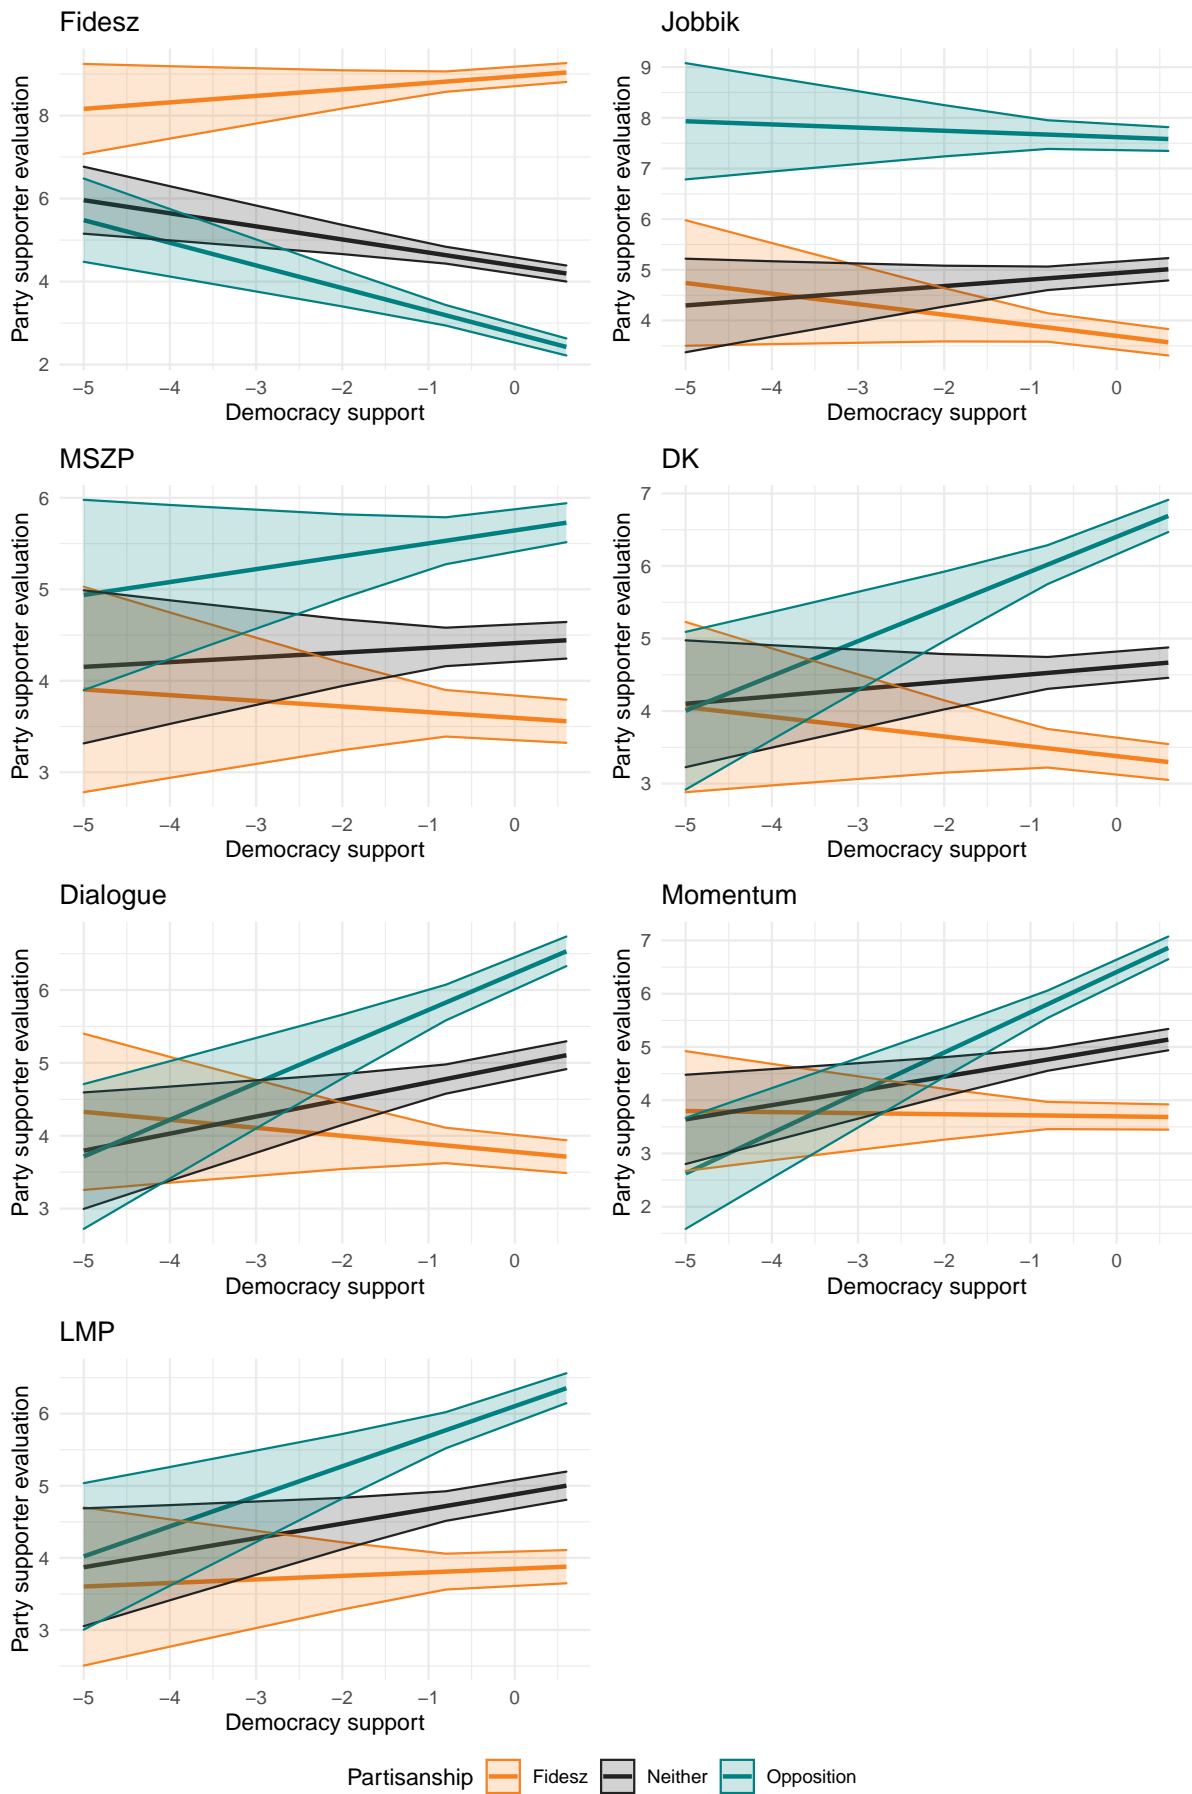 Fidesz
Party supporter evaluation
8
6
4
2
−5 −4 −3 −2 −1 0
Democracy support
Jobbik
Party supporter evaluation
9
8
7
6
5
4
−5 −4 −3 −2 −1 0
Democracy support
MSZP
Party supporter evaluation
6
5
4
3
−5 −4 −3 −2 −1 0
Democracy support
DK
Party supporter evaluation
7
6
5
4
3
−5 −4 −3 −2 −1 0
Democracy support
Dialogue
Party supporter evaluation
6
5
4
3
−5 −4 −3 −2 −1 0
Democracy support
Momentum
Party supporter evaluation
7
6
5
4
3
2
−5 −4 −3 −2 −1 0
Democracy support
LMP
Party supporter evaluation
6
5
4
3
−5 −4 −3 −2 −1 0
Democracy support
Partisanship Fidesz Neither Opposition